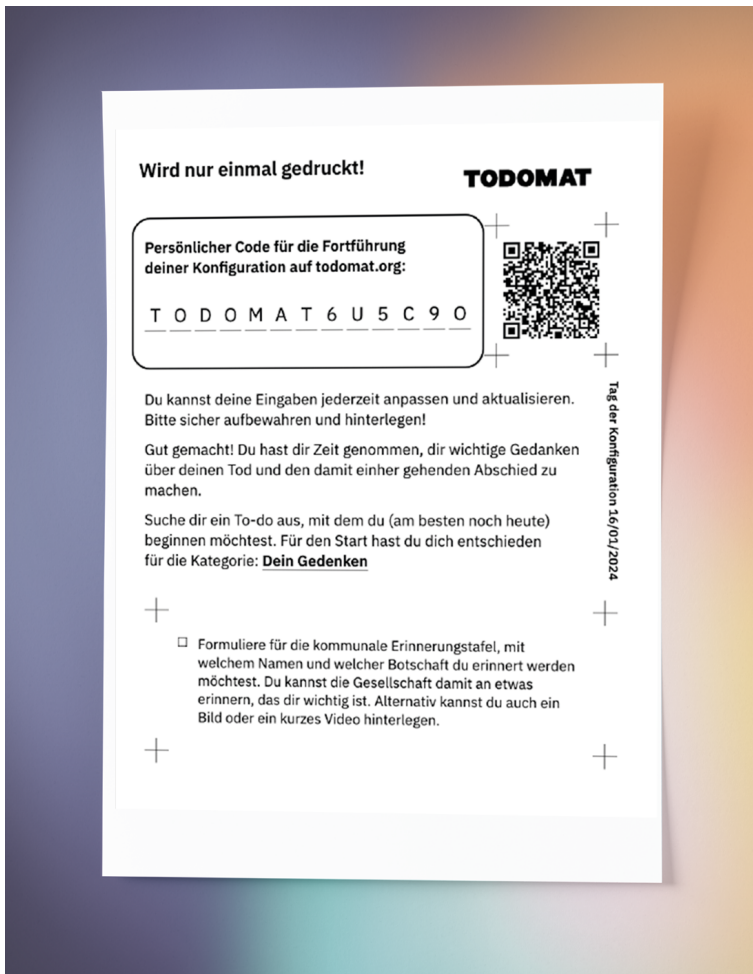 Wird nur einmal gedruckt!
TODOMAT
Persönlicher Code für die Fortführung
deiner Konfiguration auf todomat.org:
T O D O M A T 6 U 5 C 9 O
Du kannst deine Eingaben jederzeit anpassen und aktualisieren.
Bitte sicher aufbewahren und hinterlegen!
Gut gemacht! Du hast dir Zeit genommen, dir wichtige Gedanken
über deinen Tod und den damit einher gehenden Abschied zu
machen.
Suche dir ein To-do aus, mit dem du (am besten noch heute)
beginnen möchtest. Für den Start hast du dich entschieden
für die Kategorie: Dein Gedenken
Tag der Konfiguration 16/01/2024
Formuliere für die kommunale Erinnerungstafel, mit
welchem Namen und welcher Botschaft du erinnert werden
möchtest. Du kannst die Gesellschaft damit an etwas
erinnern, das dir wichtig ist. Alternativ kannst du auch ein
Bild oder ein kurzes Video hinterlegen.